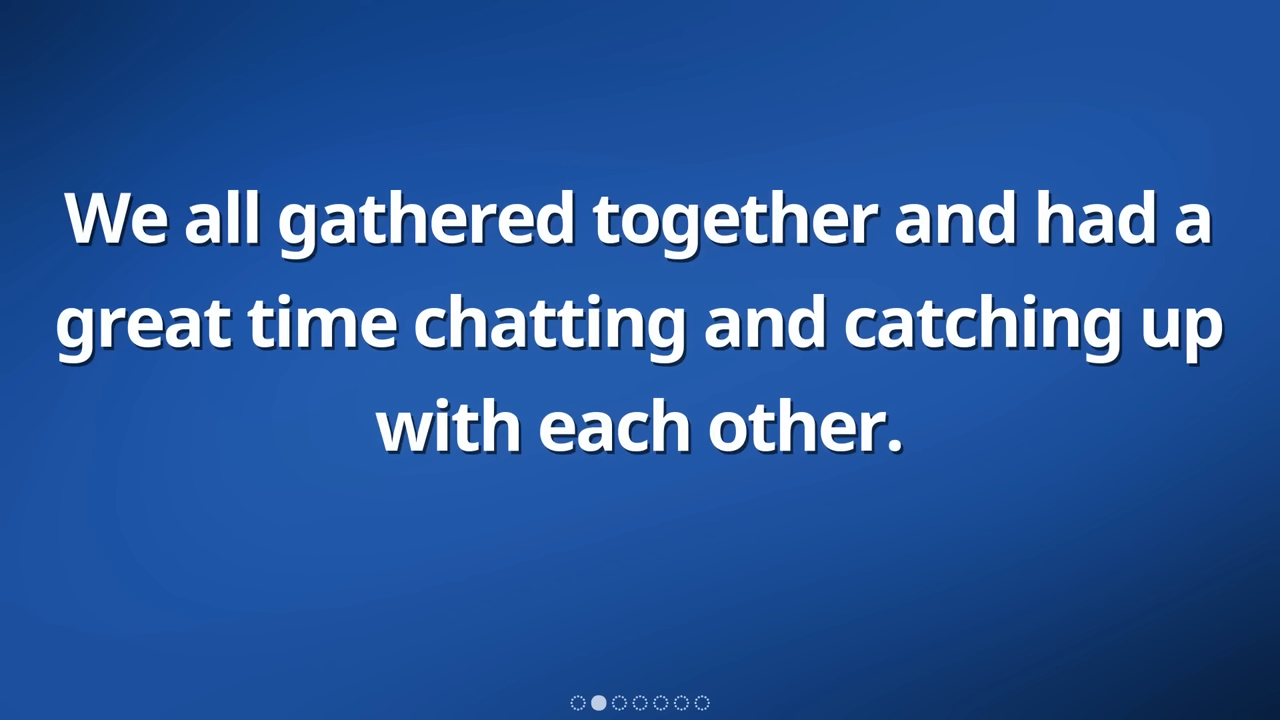 We all gathered together and had a
great time chatting and catching up
with each other.